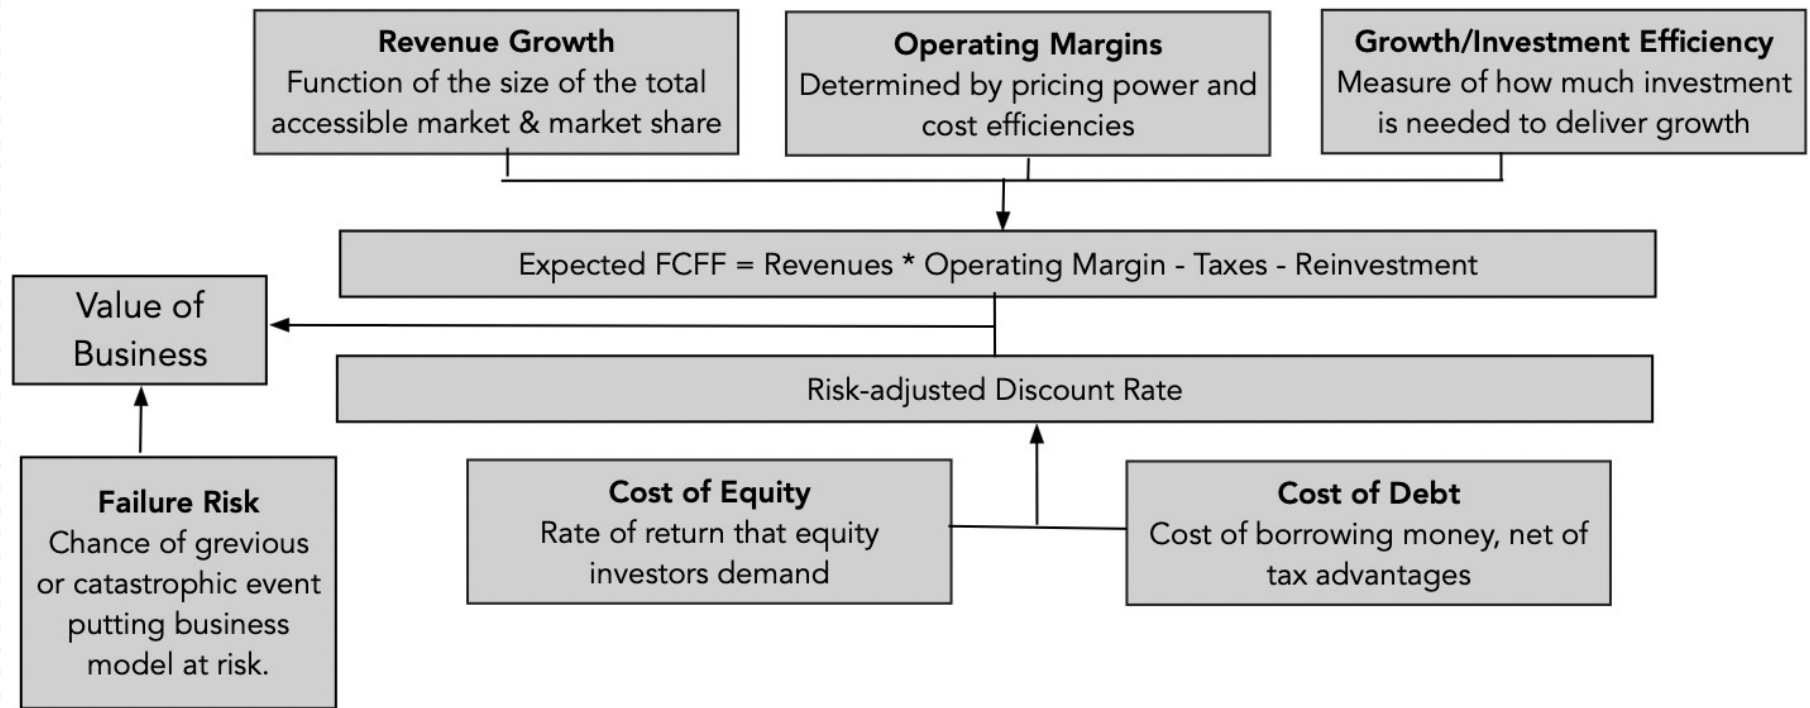 Revenue Growth
Function of the size of the total
accessible market & market share
Operating Margins
Determined by pricing power and
cost efficiencies
Growth/Investment Efficiency
Measure of how much investment
is needed to deliver growth
Expected FCFF = Revenues * Operating Margin - Taxes - Reinvestment
Value of
Business
Risk-adjusted Discount Rate
Failure Risk
Chance of grevious
or catastrophic event
putting business
model at risk.
Cost of Equity
Rate of return that equity
investors demand
Cost of Debt
Cost of borrowing money, net of
tax advantages